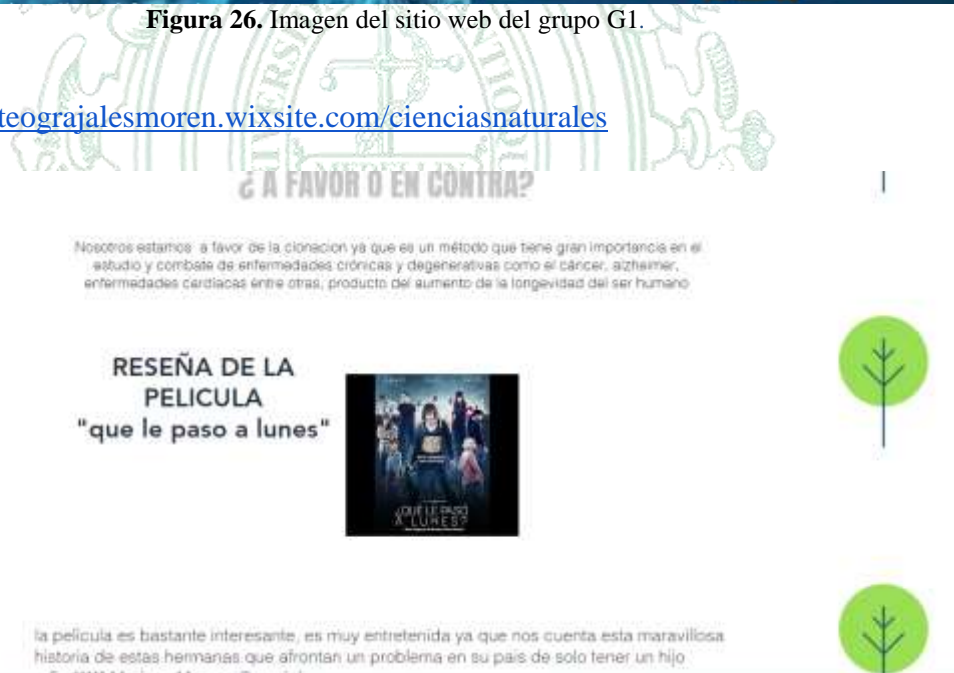 Figura 26. Imagen del sitio web del grupo G1.
teograjalesmoren.wixsite.com/cienciasnaturales
¿ A FAVOR O EN CONTRA?
Nosotros estamos a favor de la clonacion ya que es un método que tiene gran importancia en el
estudio y combate de enfermedades crónicas y degenerativas como el cáncer, alzheimer,
enfermedades cardiacas entre otras, producto del aumento de la longevidad del ser humano
RESEÑA DE LA
PELICULA
"que le paso a lunes"
¿QUÉ LE PASÓ
A LUNES?
la pelicula es bastante interesante, es muy entretenida ya que nos cuenta esta maravillosa
historia de estas hermanas que afrontan un problema en su pais de solo tener un hijo